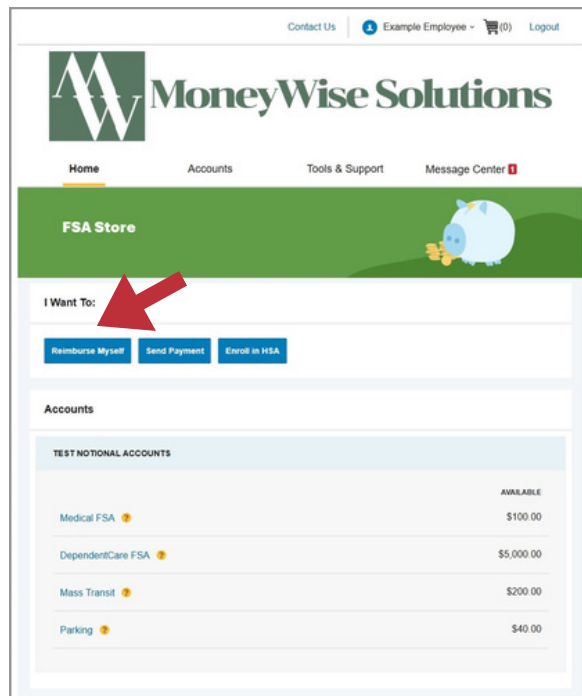 Contact Us Example Employee (0) Logout
MW MoneyWise Solutions
Home Accounts Tools & Support Message Center 1
FSA Store
I Want To:
Reimburse Myself Send Payment Enroll in HSA
Accounts
TEST NOTIONAL ACCOUNTS
AVAILABLE
Medical FSA ? $100.00
DependentCare FSA ? $5,000.00
Mass Transit ? $200.00
Parking ? $40.00